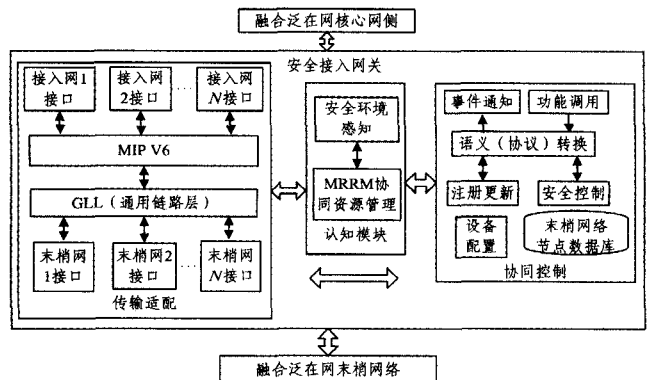 融合泛在网核心网侧
安全接入网关
接入网1
接口
接入网
2接口
接入网
N接口
MIP V6
GLL（通用链路层）
末梢网
1接口
末梢网2
接口
末梢网
N接口
传输适配
安全环境
感知
MRRM协
同资源管理
认知模块
事件通知
功能调用
语义（协议）转换
注册更新
安全控制
设备
配置
末梢网络
节点数据库
协同控制
融合泛在网末梢网络